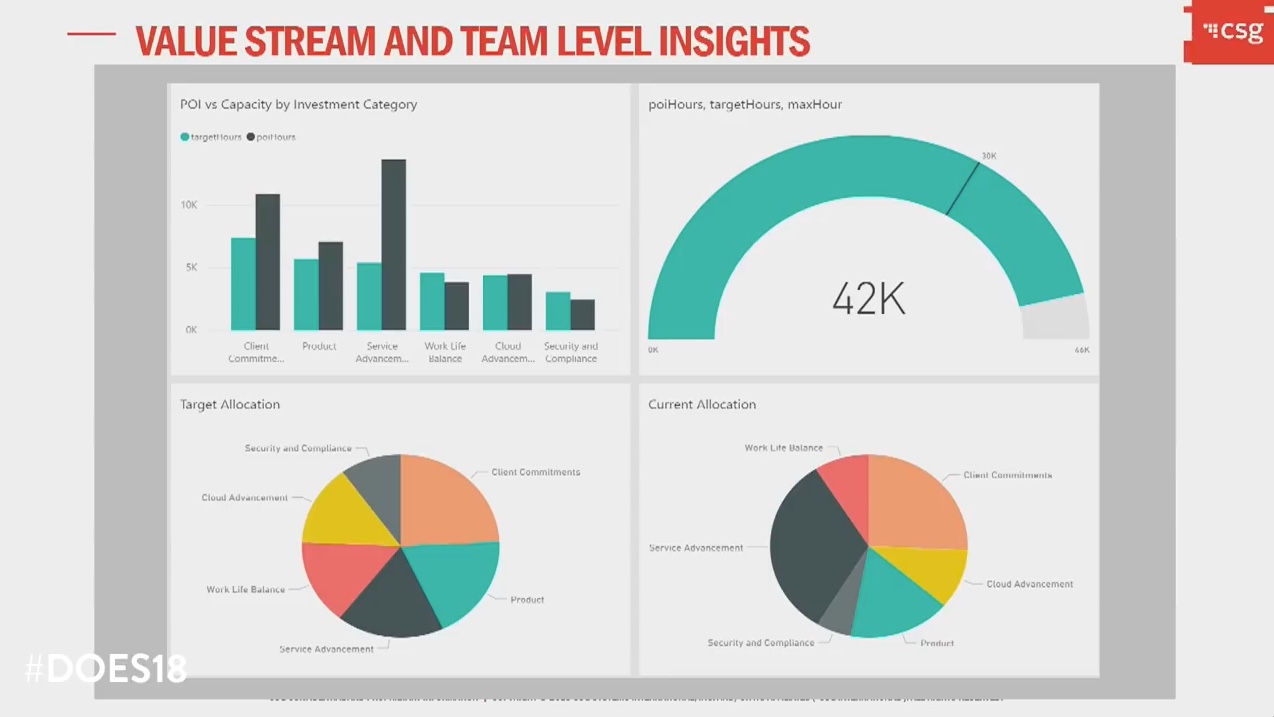 VALUE STREAM AND TEAM LEVEL INSIGHTS
csg
POI vs Capacity by Investment Category
targetHours poiHours
10K
5K
0K
Client Commitme...
Product
Service Advancem...
Work Life Balance
Cloud Advancem...
Security and Compliance
poiHours, targetHours, maxHour
30K
42K
0K
46K
Target Allocation
Security and Compliance
Client Commitments
Cloud Advancement
Work Life Balance
Product
Service Advancement
Current Allocation
Work Life Balance
Client Commitments
Service Advancement
Cloud Advancement
Security and Compliance
Product
#DOES18